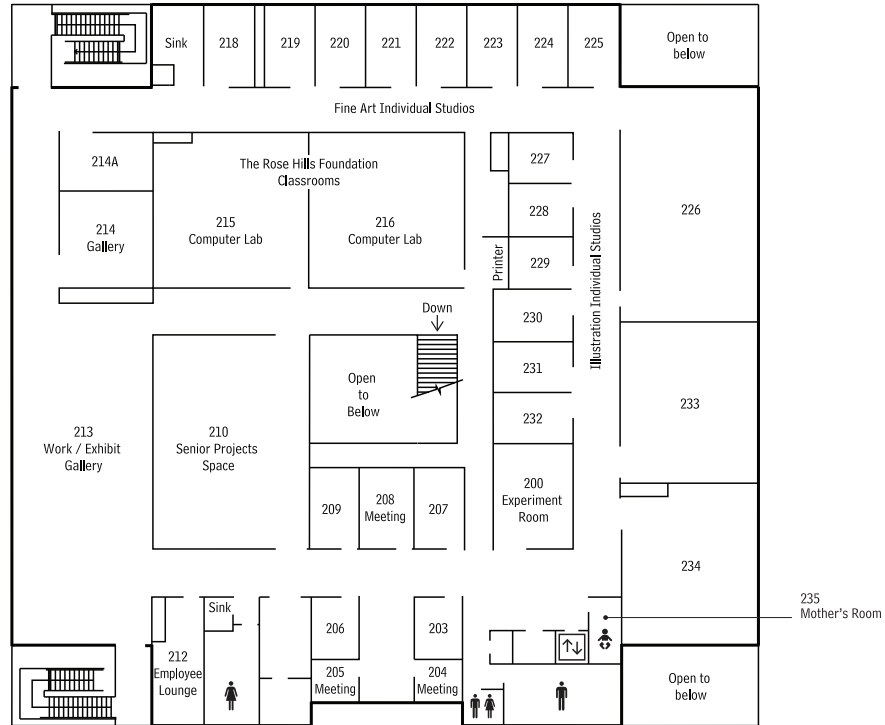 Sink
218
219
220
221
222
223
224
225
Open to
below
Fine Art Individual Studios
214A
The Rose Hills Foundation
Classrooms
227
228
226
214
Gallery
215
Computer Lab
216
Computer Lab
Printer
229
Illustration Individual Studios
Down
230
231
232
Open
to
Below
233
213
Work / Exhibit
Gallery
210
Senior Projects
Space
209
208
Meeting
207
200
Experiment
Room
234
235
Mother's Room
Sink
206
203
212
Employee
Lounge
205
Meeting
204
Meeting
Open to
below